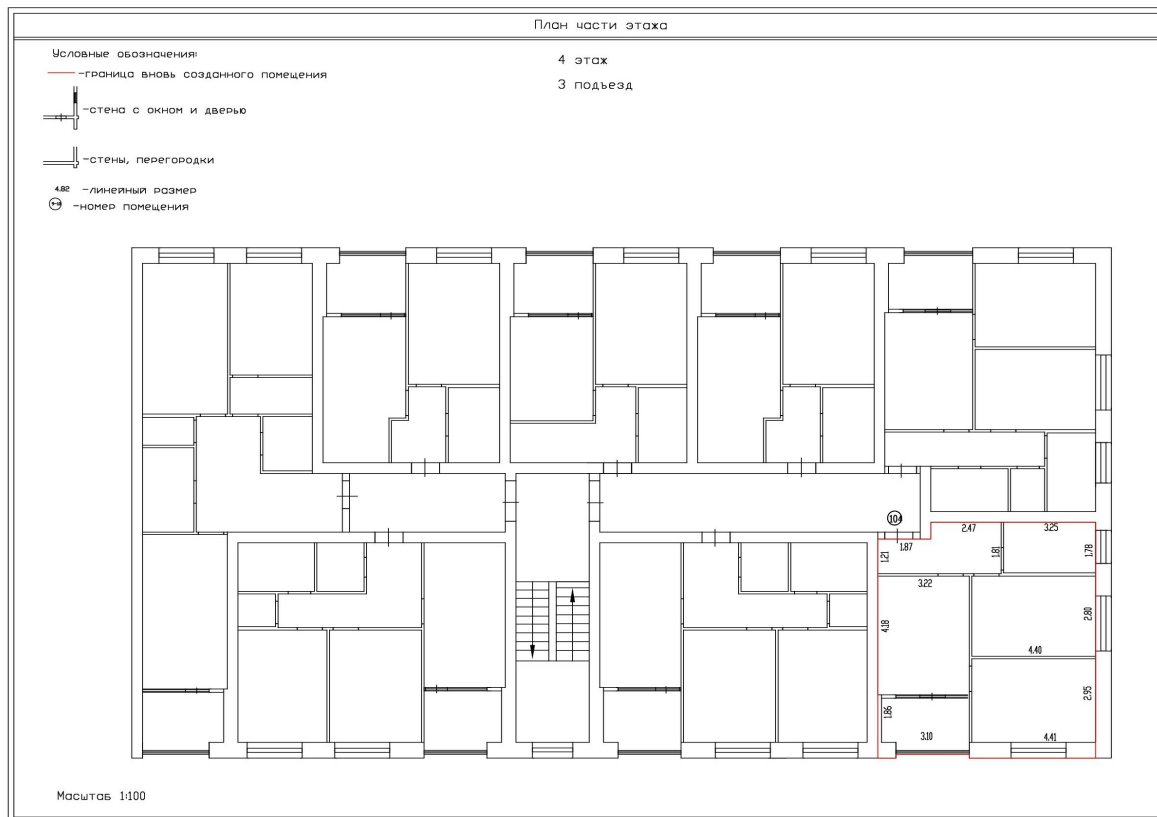 План части этажа
Условные обозначения:
-граница вновь созданного помещения
-стена с окном и дверью
-стены, перегородки
4.82 -линейный размер
-номер помещения
4 этаж
3 подъезд
104
2.47
3.25
1.21
1.87
1.81
1.78
3.22
4.18
2.80
4.40
2.95
1.86
3.10
4.41
Масштаб 1:100